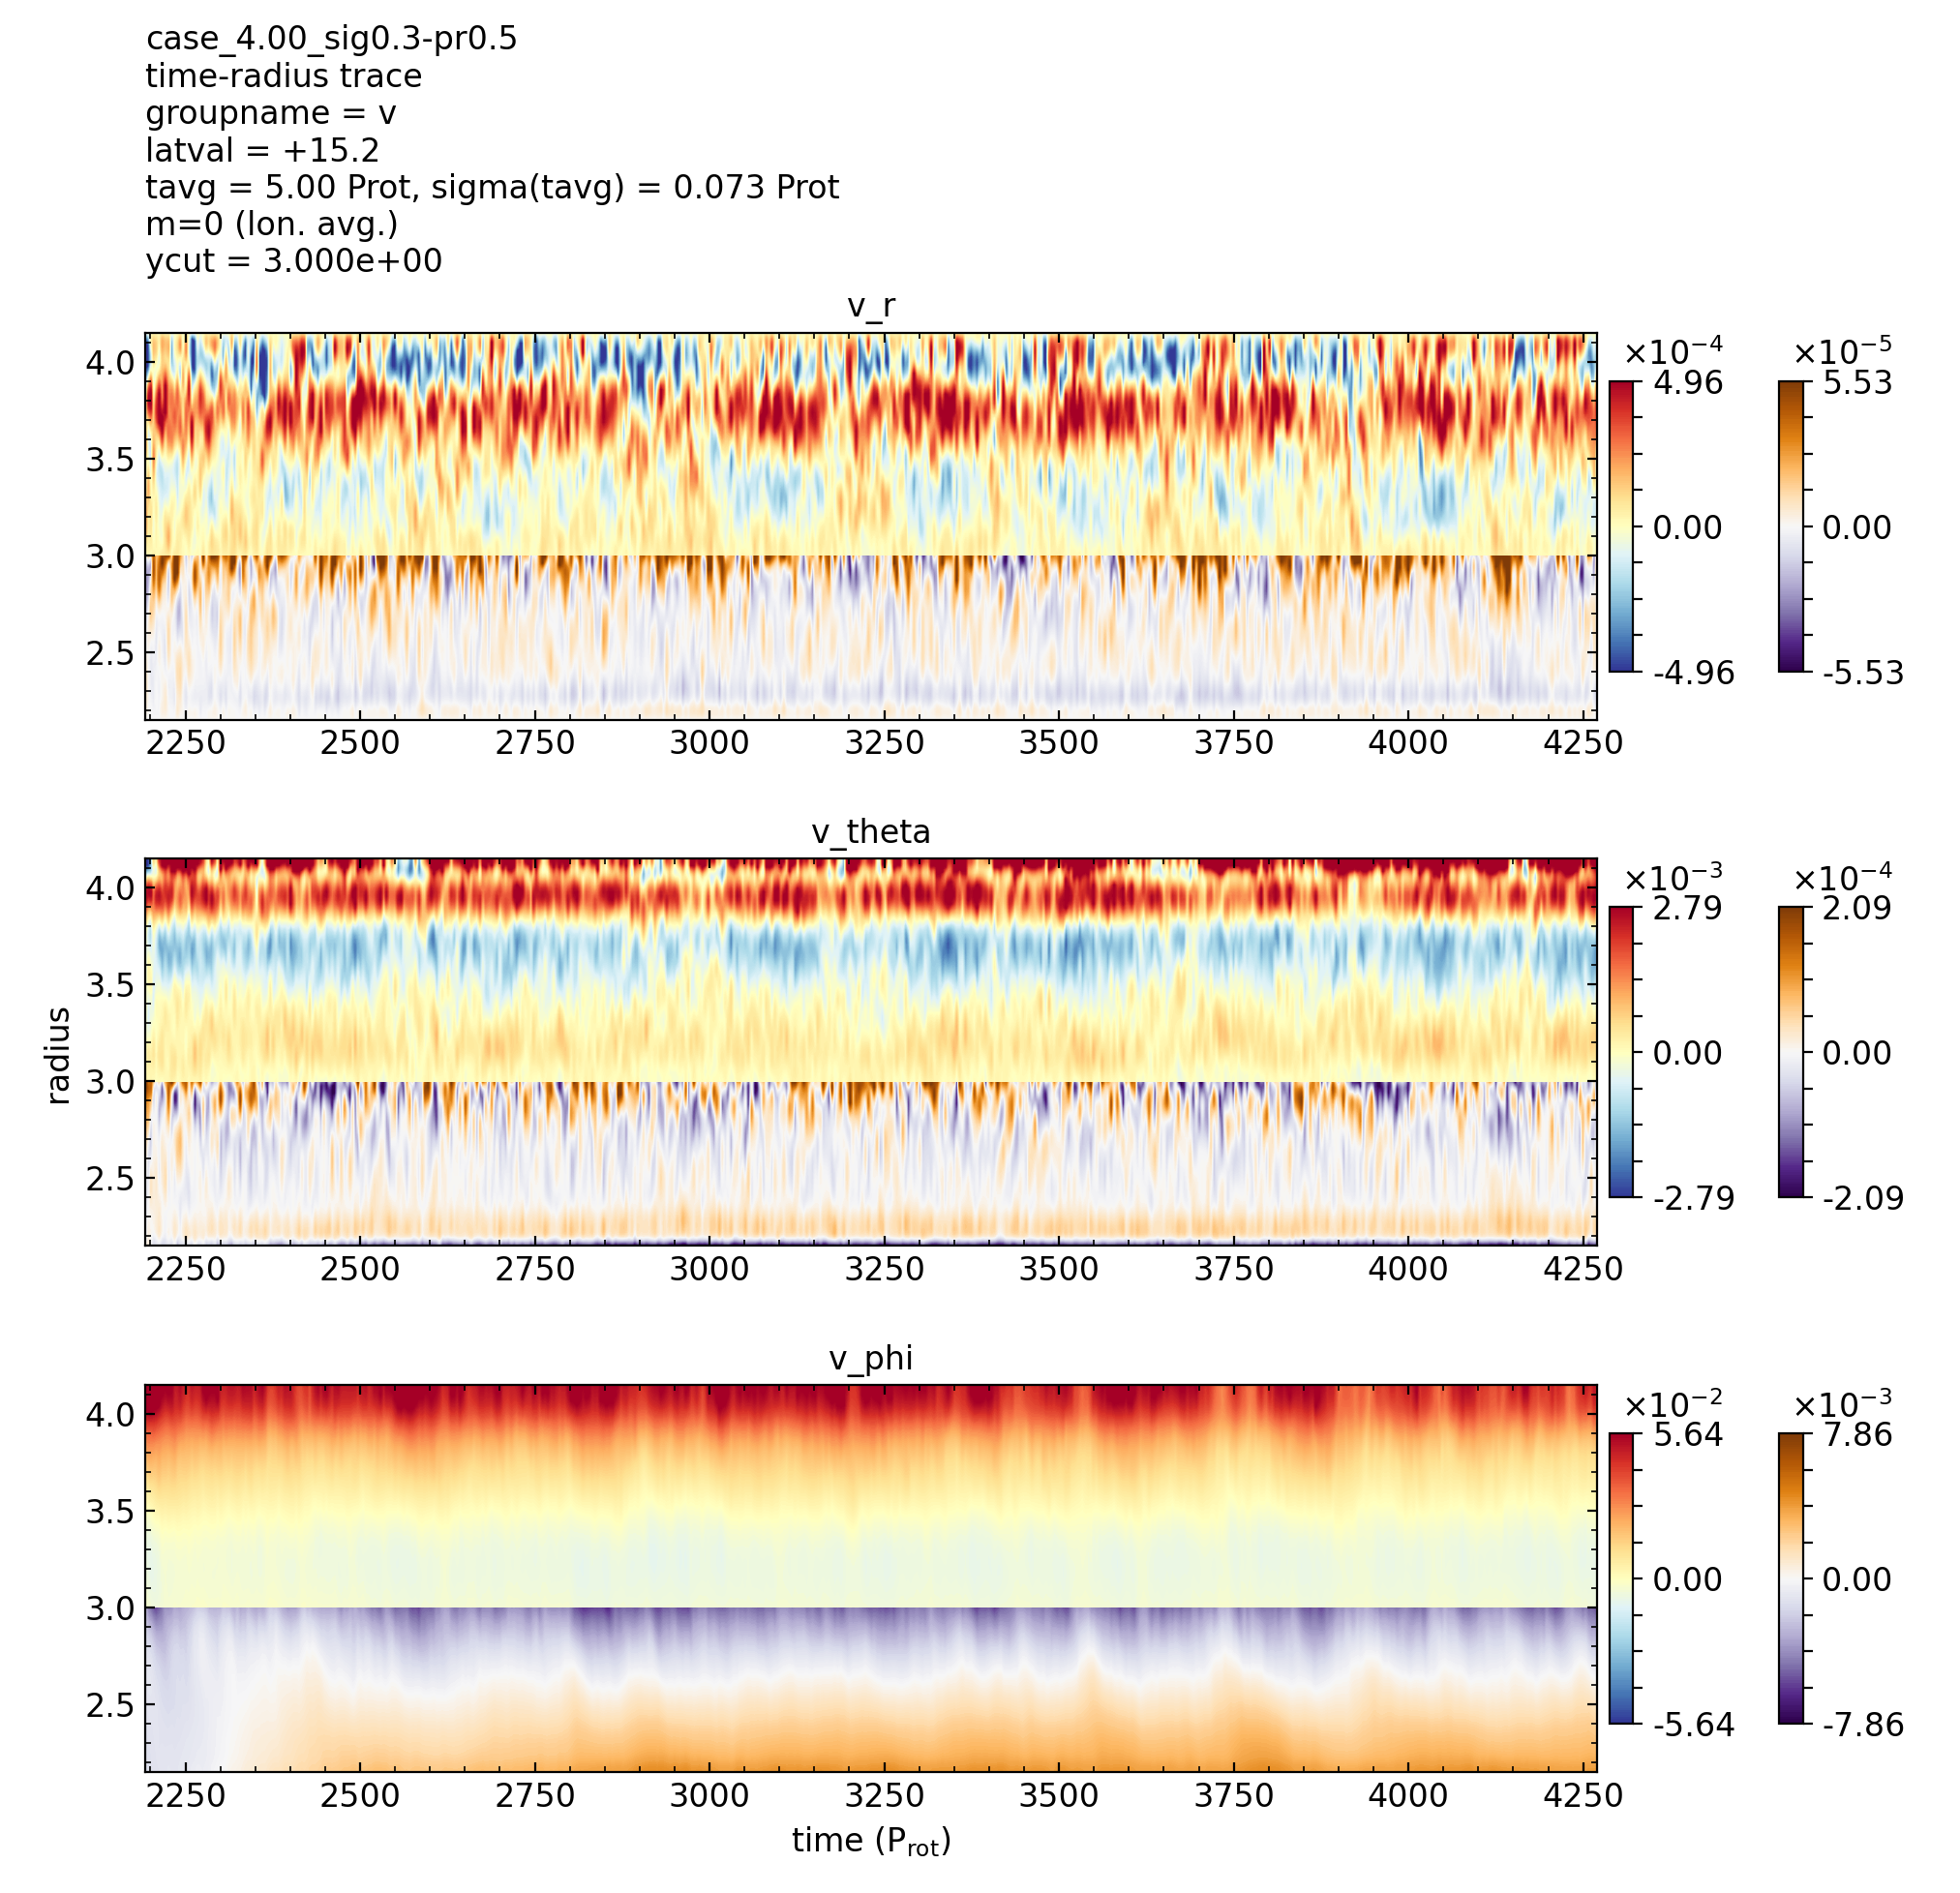 case_4.00_sig0.3-pr0.5
time-radius trace
groupname = v
latval = +15.2
tavg = 5.00 Prot, sigma(tavg) = 0.073 Prot
m=0 (lon. avg.)
ycut = 3.000e+00
v_r
4.0
3.5
3.0
2.5
2250 2500 2750 3000 3250 3500 3750 4000 4250
×10⁻⁴
4.96
0.00
-4.96
×10⁻⁵
5.53
0.00
-5.53
v_theta
radius
4.0
3.5
3.0
2.5
2250 2500 2750 3000 3250 3500 3750 4000 4250
×10⁻³
2.79
0.00
-2.79
×10⁻⁴
2.09
0.00
-2.09
v_phi
4.0
3.5
3.0
2.5
2250 2500 2750 3000 3250 3500 3750 4000 4250
time (P_rot)
×10⁻²
5.64
0.00
-5.64
×10⁻³
7.86
0.00
-7.86